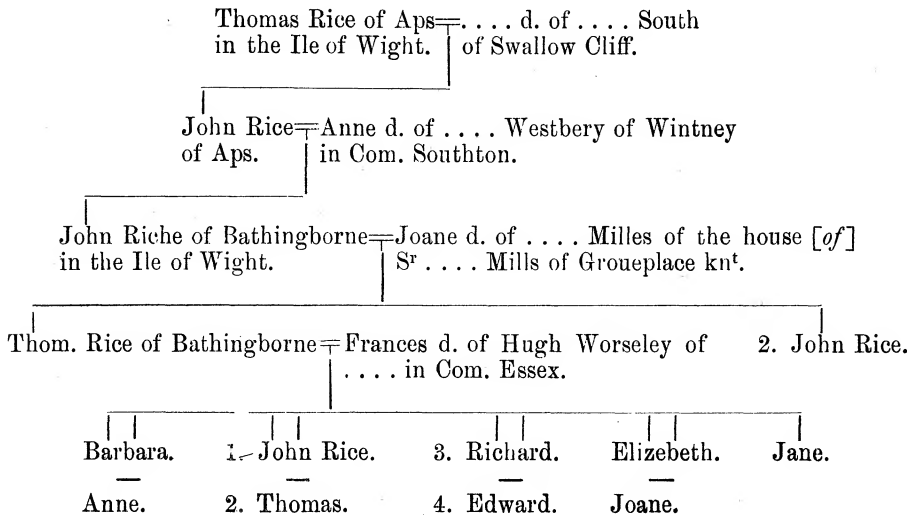 Thomas Rice of Aps=. . . . d. of . . . . South
in the Ile of Wight. of Swallow Cliff.
John Rice=Anne d. of . . . . Westbery of Wintney
of Aps. in Com. Southton.
John Riche of Bathingborne=Joane d. of . . . . Milles of the house [of]
in the Ile of Wight. Sʳ . . . . Mills of Groueplace knᵗ.
Thom. Rice of Bathingborne=Frances d. of Hugh Worseley of 2. John Rice.
. . . . in Com. Essex.
Barbara. 1. John Rice. 3. Richard. Elizebeth. Jane.
Anne. 2. Thomas. 4. Edward. Joane.